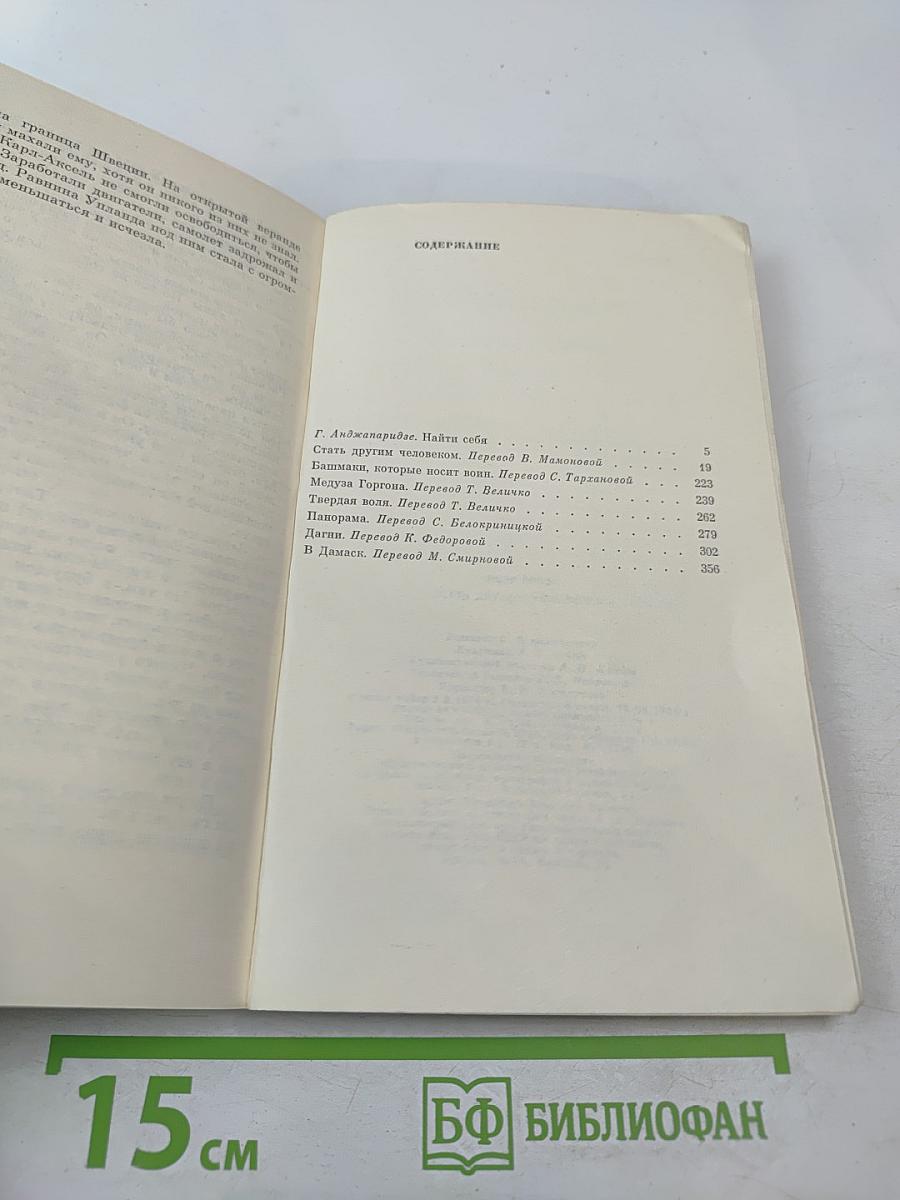 а граница Швеции. На открытой веранде
махали ему, хотя он никого из них не знал.
Карл-Аксель не смогли освободиться, чтобы
Заработали двигатели, самолет задрожал и
д. Равнина Упланда под ним стала с огром-
меньшаться и исчезла.
СОДЕРЖАНИЕ
Г. Анджапаридзе. Найти себя . . . . . . . . . . . . 5
Стать другим человеком. Перевод В. Мамоновой . . . . . 19
Башмаки, которые носит воин. Перевод С. Тархановой . . . 223
Медуза Горгона. Перевод Т. Величко . . . . . . . . . . 239
Твердая воля. Перевод Т. Величко . . . . . . . . . . . 262
Панорама. Перевод С. Белокриницкой . . . . . . . . . 279
Дагни. Перевод К. Федоровой . . . . . . . . . . . . . 302
В Дамаск. Перевод М. Смирновой . . . . . . . . . . . 356
15 см
БФ БИБЛИОФАН